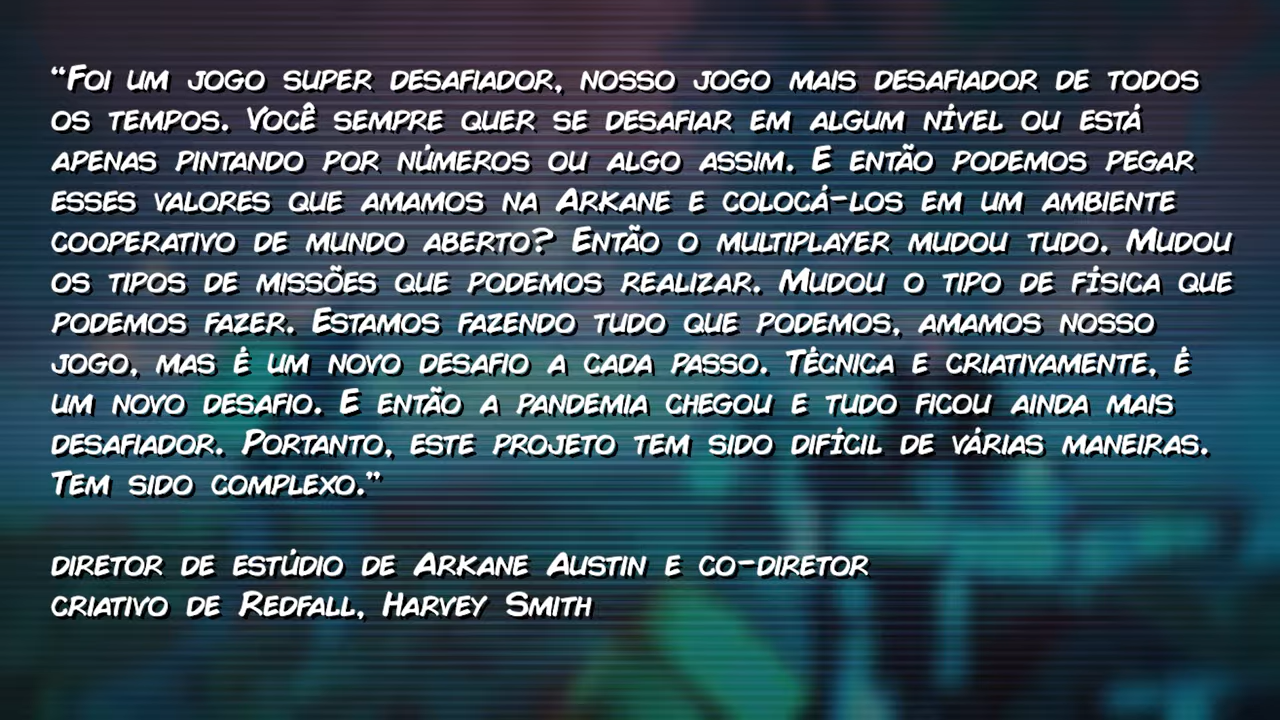 “Foi um jogo super desafiador, nosso jogo mais desafiador de todos
os tempos. Você sempre quer se desafiar em algum nível ou está
apenas pintando por números ou algo assim. E então podemos pegar
esses valores que amamos na Arkane e colocá-los em um ambiente
cooperativo de mundo aberto? Então o multiplayer mudou tudo. Mudou
os tipos de missões que podemos realizar. Mudou o tipo de física que
podemos fazer. Estamos fazendo tudo que podemos, amamos nosso
jogo, mas é um novo desafio a cada passo. Técnica e criativamente, é
um novo desafio. E então a pandemia chegou e tudo ficou ainda mais
desafiador. Portanto, este projeto tem sido difícil de várias maneiras.
Tem sido complexo.”
diretor de estúdio de Arkane Austin e co-diretor
criativo de Redfall, Harvey Smith